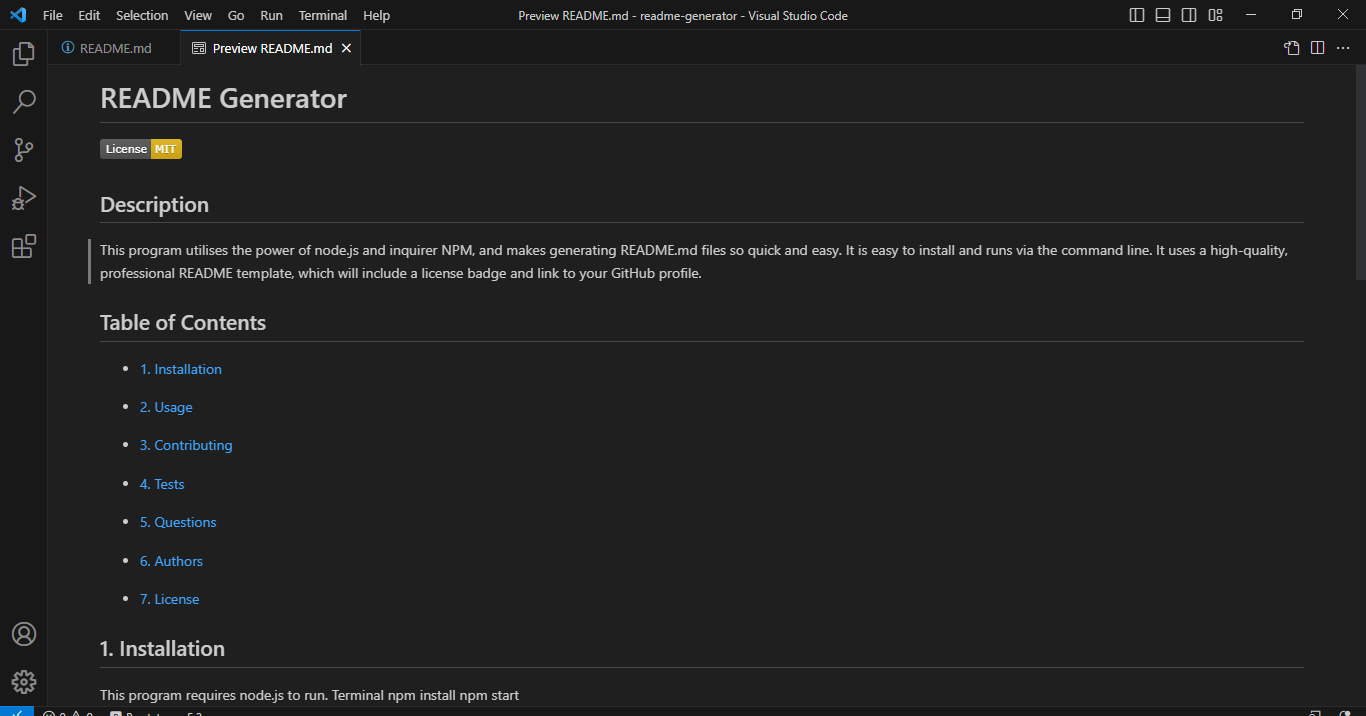 File Edit Selection View Go Run Terminal Help
Preview README.md - readme-generator - Visual Studio Code
README.md
Preview README.md
README Generator
License MIT
Description
This program utilises the power of node.js and inquirer NPM, and makes generating README.md files so quick and easy. It is easy to install and runs via the command line. It uses a high-quality,
professional README template, which will include a license badge and link to your GitHub profile.
Table of Contents
• 1. Installation
• 2. Usage
• 3. Contributing
• 4. Tests
• 5. Questions
• 6. Authors
• 7. License
1. Installation
This program requires node.js to run. Terminal npm install npm start